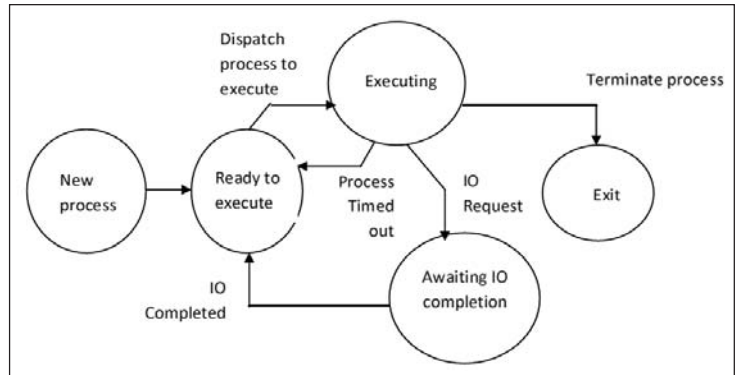 Dispatch
process to
execute
Executing
Terminate process
New
process
Ready to
execute
Process
Timed
out
IO
Request
Exit
Awaiting IO
completion
IO
Completed